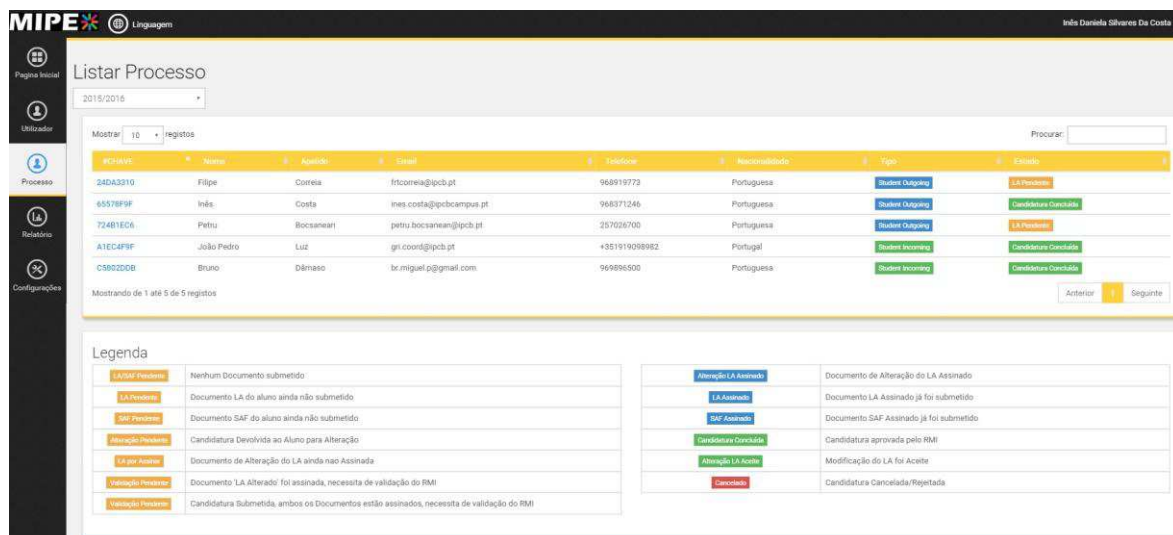 MIPE Linguagem Inês Daniela Silvares Da Costa
Pagina Inicial
Utilizador
Processo
Relatório
Configurações
Listar Processo
2015/2016
Mostrar 10 registos Procurar:
#CHAVE Nome Apelido Email Telefone Nacionalidade Tipo Estado
24DA3310 Filipe Correia frtcorreia@ipcb.pt 968919773 Portuguesa Student Outgoing LA Pendente
65578F9F Inês Costa ines.costa@ipcbcampus.pt 968371246 Portuguesa Student Outgoing Candidatura Concluída
724B1EC6 Petru Bocsanean petru.bocsanean@ipcb.pt 257026700 Portuguesa Student Outgoing LA Pendente
A1EC4F9F João Pedro Luz gri.coord@ipcb.pt +351919098982 Portugal Student Incoming Candidatura Concluída
C5802DDB Bruno Dâmaso br.miguel.p@gmail.com 969896500 Portuguesa Student Incoming Candidatura Concluída
Mostrando de 1 até 5 de 5 registos Anterior 1 Seguinte
Legenda
LA/SAF Pendente Nenhum Documento submetido Alteração LA Assinado Documento de Alteração do LA Assinado
LA Pendente Documento LA do aluno ainda não submetido LA Assinado Documento LA Assinado já foi submetido
SAF Pendente Documento SAF do aluno ainda não submetido SAF Assinado Documento SAF Assinado já foi submetido
Alteração Pendente Candidatura Devolvida ao Aluno para Alteração Candidatura Concluída Candidatura aprovada pelo RMI
LA por Assinar Documento de Alteração do LA ainda nao Assinada Alteração LA Aceite Modificação do LA foi Aceite
Validação Pendente Documento 'LA Alterado' foi assinada, necessita de validação do RMI Cancelado Candidatura Cancelada/Rejeitada
Validação Pendente Candidatura Submetida, ambos os Documentos estão assinados, necessita de validação do RMI